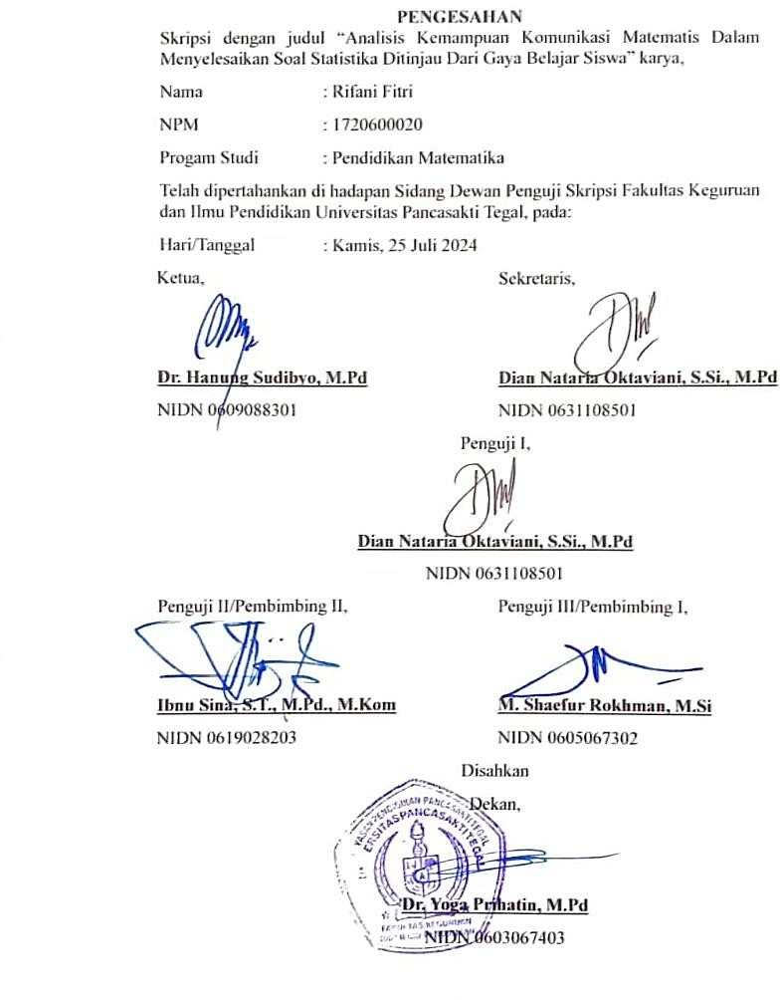 PENGESAHAN
Skripsi dengan judul “Analisis Kemampuan Komunikasi Matematis Dalam
Menyelesaikan Soal Statistika Ditinjau Dari Gaya Belajar Siswa” karya,
Nama : Rifani Fitri
NPM : 1720600020
Progam Studi : Pendidikan Matematika
Telah dipertahankan di hadapan Sidang Dewan Penguji Skripsi Fakultas Keguruan
dan Ilmu Pendidikan Universitas Pancasakti Tegal, pada:
Hari/Tanggal : Kamis, 25 Juli 2024
Ketua, Sekretaris,
Dr. Hanung Sudibyo, M.Pd Dian Nataria Oktaviani, S.Si., M.Pd
NIDN 0609088301 NIDN 0631108501
Penguji I,
Dian Nataria Oktaviani, S.Si., M.Pd
NIDN 0631108501
Penguji II/Pembimbing II, Penguji III/Pembimbing I,
Ibnu Sina, S.T., M.Pd., M.Kom M. Shaefur Rokhman, M.Si
NIDN 0619028203 NIDN 0605067302
Disahkan
Dekan,
YASAN PENDIDIKAN PANCASAKTI TEGAL
ERSITAS PANCASAKTI TEGAL
Dr. Yoga Prihatin, M.Pd
FAKULTAS KEGURUAN
NIDN 0603067403